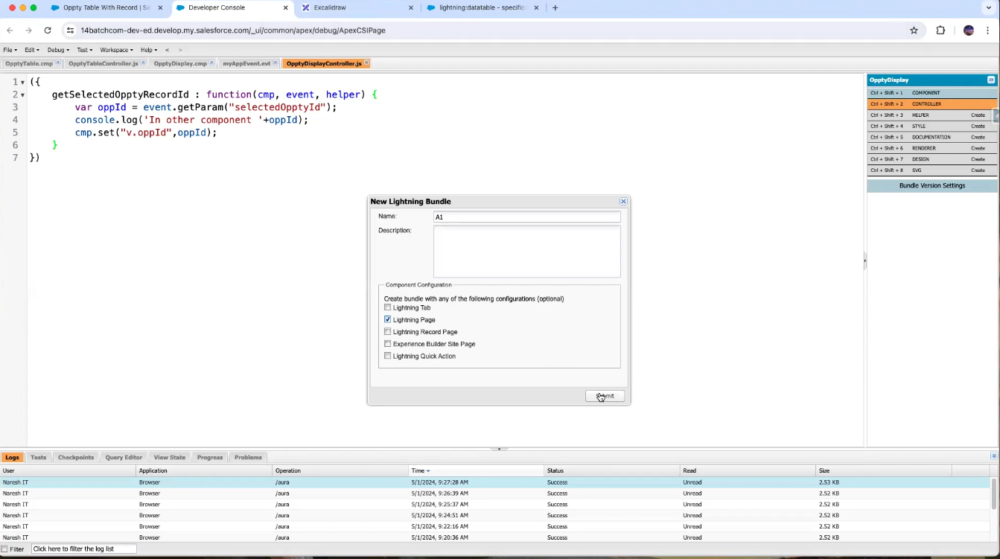 Oppty Table With Record | Sa
Developer Console
Excalidraw
lightning:datatable - specific
14batchcom-dev-ed.develop.my.salesforce.com/_ui/common/apex/debug/ApexCSIPage
File Edit Debug Test Workspace Help < >
OpptyTable.cmp OpptyTableController.js OpptyDisplay.cmp myAppEvent.evt OpptyDisplayController.js
1 ({
2 getSelectedOpptyRecordId : function(cmp, event, helper) {
3 var oppId = event.getParam("selectedOpptyId");
4 console.log('In other component '+oppId);
5 cmp.set("v.oppId",oppId);
6 }
7 })
OpptyDisplay
Ctrl + Shift + 1 COMPONENT
Ctrl + Shift + 2 CONTROLLER
Ctrl + Shift + 3 HELPER Create
Ctrl + Shift + 4 STYLE Create
Ctrl + Shift + 5 DOCUMENTATION Create
Ctrl + Shift + 6 RENDERER Create
Ctrl + Shift + 7 DESIGN Create
Ctrl + Shift + 8 SVG Create
Bundle Version Settings
New Lightning Bundle
Name: A1
Description:
Component Configuration
Create bundle with any of the following configurations (optional)
Lightning Tab
Lightning Page
Lightning Record Page
Experience Builder Site Page
Lightning Quick Action
Submit
Logs Tests Checkpoints Query Editor View State Progress Problems
User Application Operation Time Status Read Size
Naresh IT Browser /aura 5/1/2024, 9:27:28 AM Success Unread 2.53 KB
Naresh IT Browser /aura 5/1/2024, 9:26:39 AM Success Unread 2.52 KB
Naresh IT Browser /aura 5/1/2024, 9:25:37 AM Success Unread 2.52 KB
Naresh IT Browser /aura 5/1/2024, 9:24:51 AM Success Unread 2.52 KB
Naresh IT Browser /aura 5/1/2024, 9:22:16 AM Success Unread 2.52 KB
Naresh IT Browser /aura 5/1/2024, 9:20:36 AM Success Unread 2.52 KB
Filter Click here to filter the log list